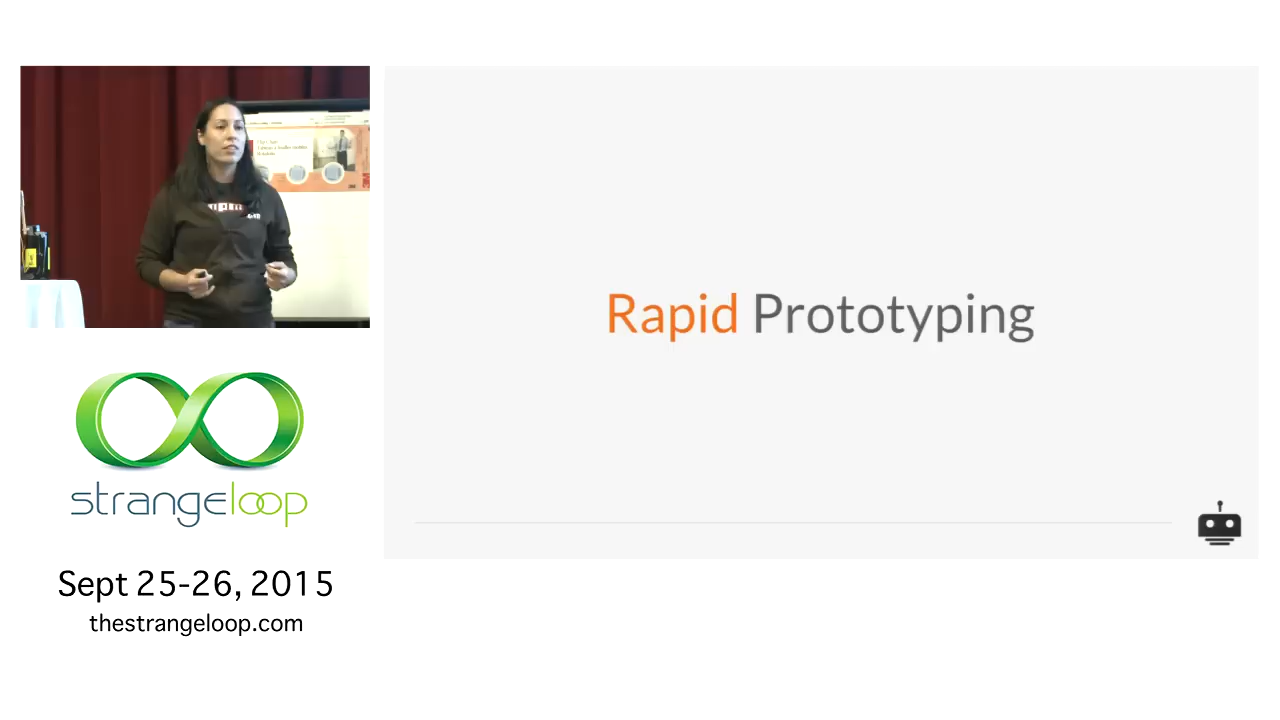 Rapid Prototyping
strangeloop
Sept 25-26, 2015
thestrangeloop.com